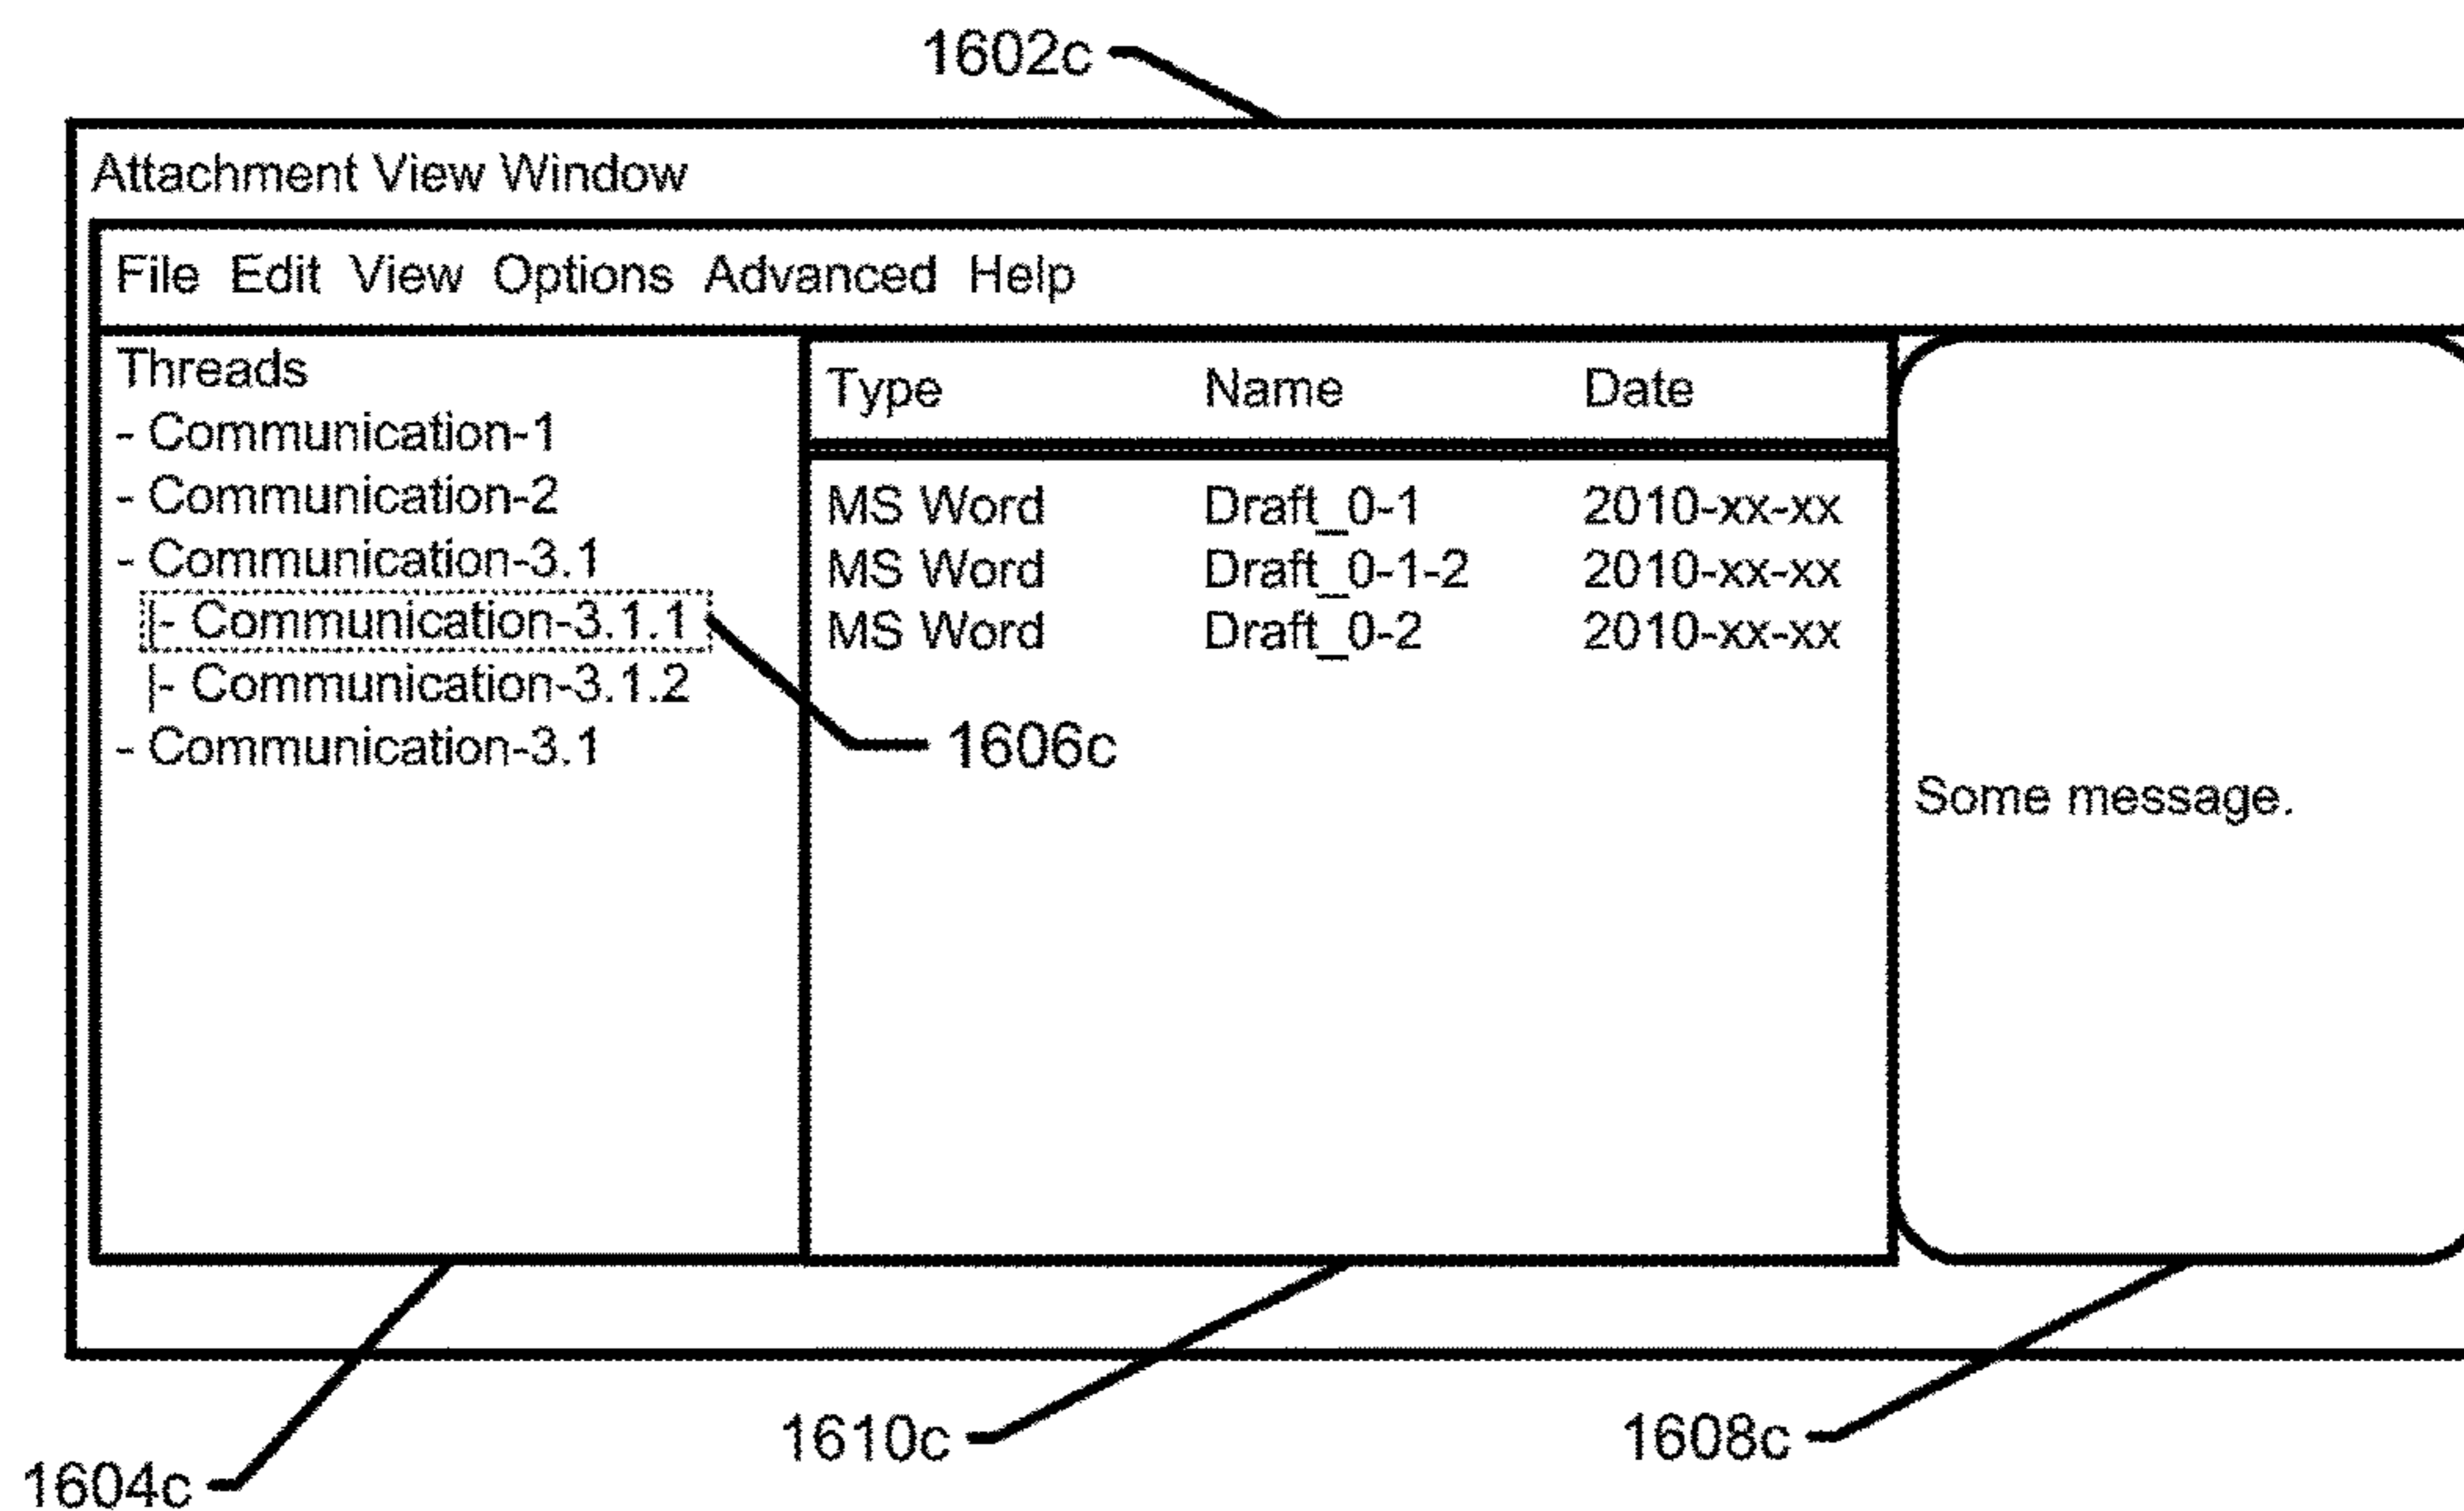 1602c
Attachment View Window
File Edit View Options Advanced Help
Threads
- Communication-1
- Communication-2
- Communication-3.1
|- Communication-3.1.1
|- Communication-3.1.2
- Communication-3.1
Type Name Date
MS Word Draft_0-1 2010-xx-xx
MS Word Draft_0-1-2 2010-xx-xx
MS Word Draft_0-2 2010-xx-xx
1606c
Some message.
1610c
1608c
1604c